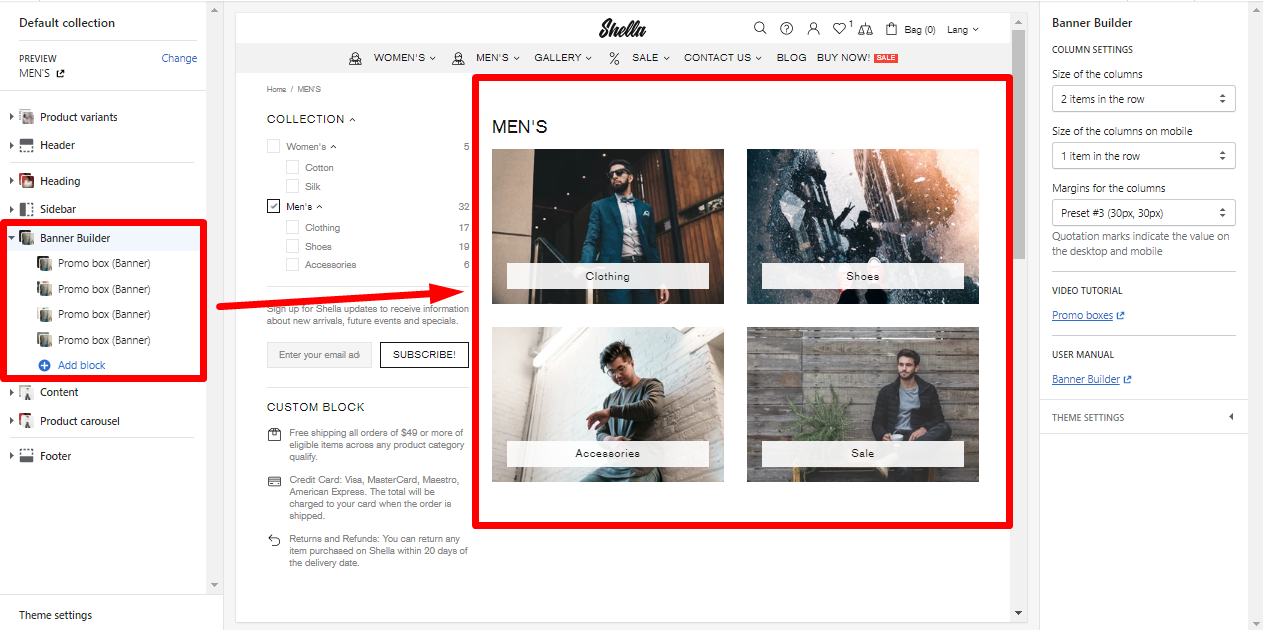 Default collection
PREVIEW
Change
MEN'S
Product variants
Header
Heading
Sidebar
Banner Builder
Promo box (Banner)
Promo box (Banner)
Promo box (Banner)
Promo box (Banner)
Add block
Content
Product carousel
Footer
Theme settings
Shella
1
Bag (0)
Lang
WOMEN'S
MEN'S
GALLERY
SALE
CONTACT US
BLOG
BUY NOW!
SALE
Home / MEN'S
COLLECTION
Women's 5
Cotton
Silk
Men's 32
Clothing 17
Shoes 19
Accessories 6
Sign up for Shella updates to receive information
about new arrivals, future events and specials.
Enter your email ad
SUBSCRIBE!
CUSTOM BLOCK
Free shipping all orders of $49 or more of
eligible items across any product category
qualify.
Credit Card: Visa, MasterCard, Maestro,
American Express. The total will be
charged to your card when the order is
shipped.
Returns and Refunds: You can return any
item purchased on Shella within 20 days of
the delivery date.
MEN'S
Clothing
Shoes
Accessories
Sale
Banner Builder
COLUMN SETTINGS
Size of the columns
2 items in the row
Size of the columns on mobile
1 item in the row
Margins for the columns
Preset #3 (30px, 30px)
Quotation marks indicate the value on
the desktop and mobile
VIDEO TUTORIAL
Promo boxes
USER MANUAL
Banner Builder
THEME SETTINGS